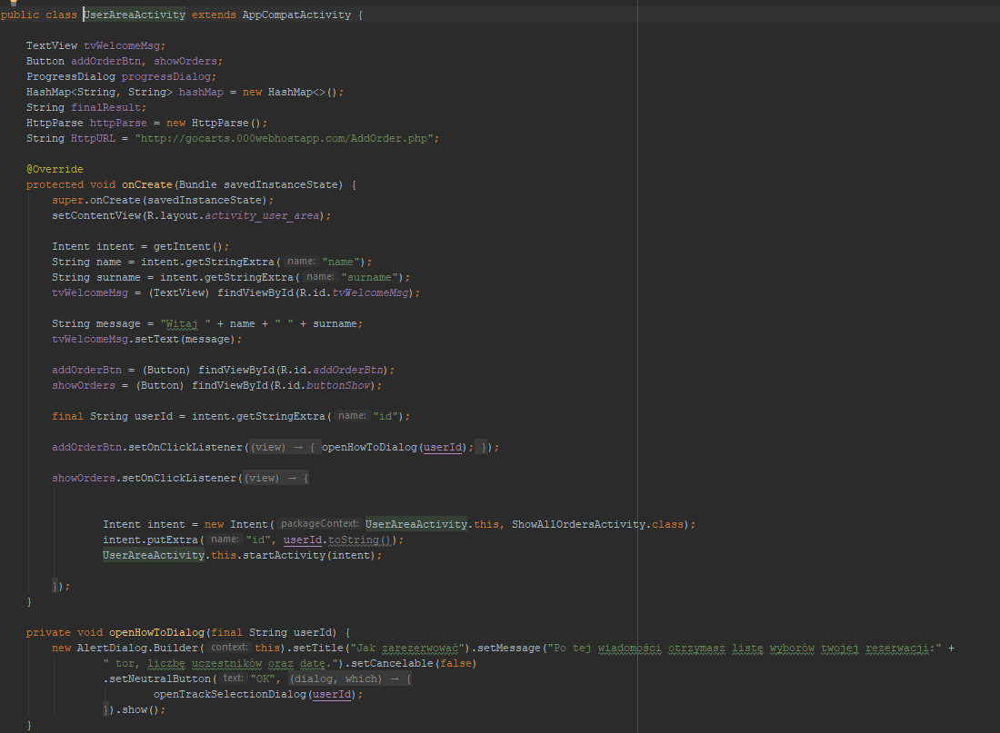 public class UserAreaActivity extends AppCompatActivity {
TextView tvWelcomeMsg;
Button addOrderBtn, showOrders;
ProgressDialog progressDialog;
HashMap<String, String> hashMap = new HashMap<>();
String finalResult;
HttpParse httpParse = new HttpParse();
String HttpURL = "http://gocarts.000webhostapp.com/AddOrder.php";
@Override
protected void onCreate(Bundle savedInstanceState) {
super.onCreate(savedInstanceState);
setContentView(R.layout.activity_user_area);
Intent intent = getIntent();
String name = intent.getStringExtra( name: "name");
String surname = intent.getStringExtra( name: "surname");
tvWelcomeMsg = (TextView) findViewById(R.id.tvWelcomeMsg);
String message = "Witaj " + name + " " + surname;
tvWelcomeMsg.setText(message);
addOrderBtn = (Button) findViewById(R.id.addOrderBtn);
showOrders = (Button) findViewById(R.id.buttonShow);
final String userId = intent.getStringExtra( name: "id");
addOrderBtn.setOnClickListener((view) → { openHowToDialog(userId); });
showOrders.setOnClickListener((view) → {
Intent intent = new Intent( packageContext: UserAreaActivity.this, ShowAllOrdersActivity.class);
intent.putExtra( name: "id", userId.toString());
UserAreaActivity.this.startActivity(intent);
});
}
private void openHowToDialog(final String userId) {
new AlertDialog.Builder( context: this).setTitle("Jak zarezerwować").setMessage("Po tej wiadomości otrzymasz listę wyborów twojej rezerwacji:" +
" tor, liczbę uczestników oraz datę.").setCancelable(false)
.setNeutralButton( text: "OK", (dialog, which) → {
openTrackSelectionDialog(userId);
}).show();
}